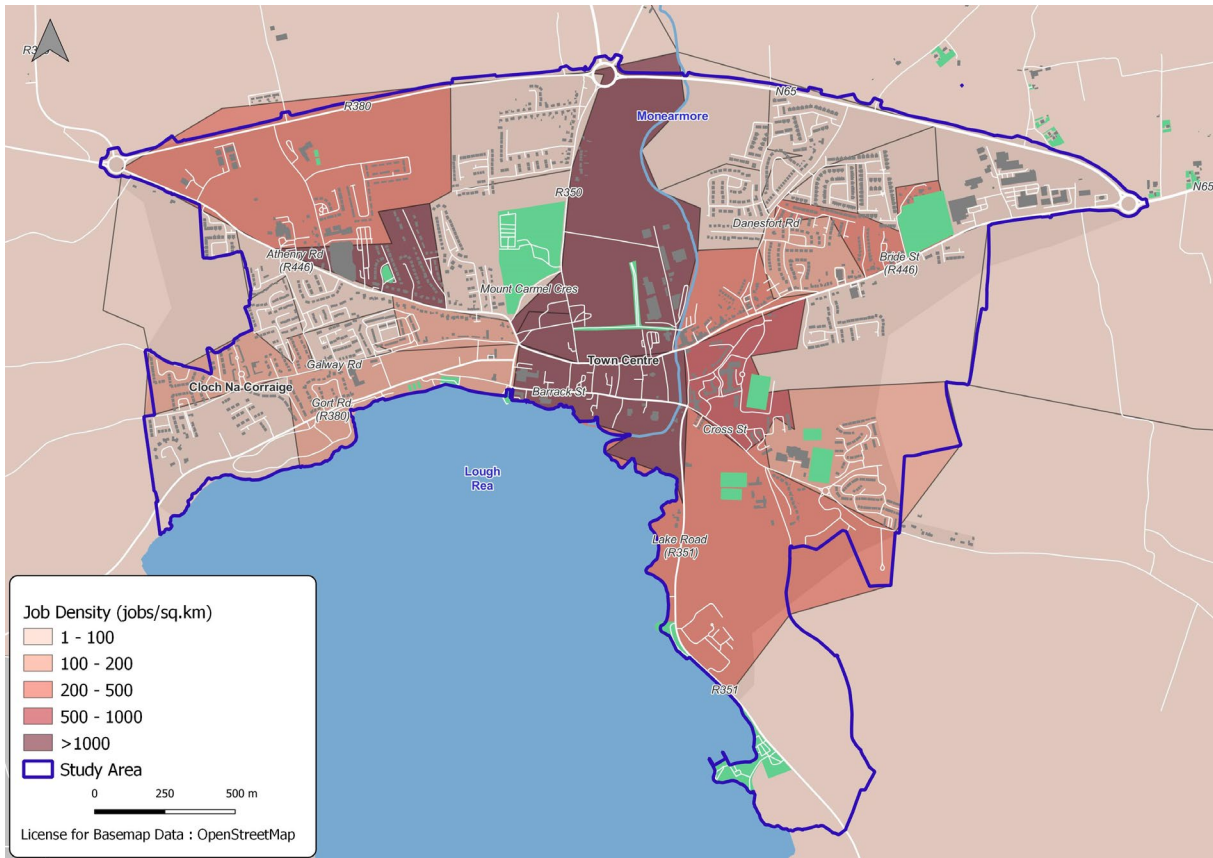 R380
N65
Monearmore
R350
N65
Danesfort Rd
Athenry Rd
(R446)
Bride St
(R446)
Mount Carmel Cres
Town Centre
Galway Rd
Cloch Na Corraige
Barrack St
Gort Rd
(R380)
Cross St
Lough
Rea
Lake Road
(R351)
R351
Job Density (jobs/sq.km)
1 - 100
100 - 200
200 - 500
500 - 1000
>1000
Study Area
0 250 500 m
License for Basemap Data : OpenStreetMap